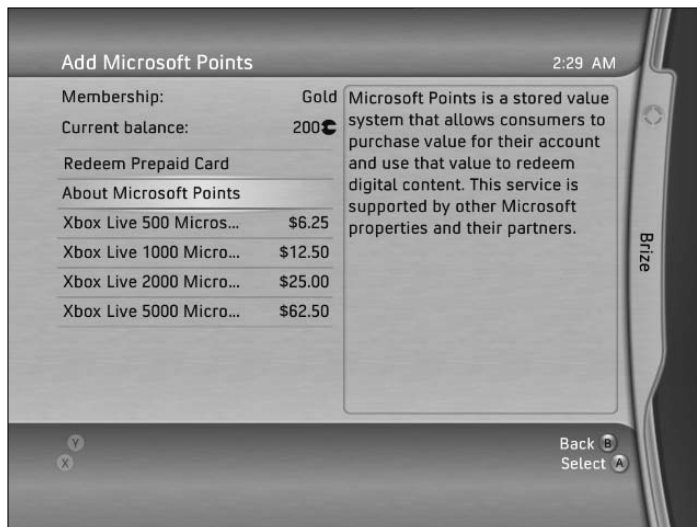 Add Microsoft Points 2:29 AM
Membership: Gold
Current balance: 200
Redeem Prepaid Card
About Microsoft Points
Xbox Live 500 Micros... $6.25
Xbox Live 1000 Micro... $12.50
Xbox Live 2000 Micro... $25.00
Xbox Live 5000 Micro... $62.50
Microsoft Points is a stored value
system that allows consumers to
purchase value for their account
and use that value to redeem
digital content. This service is
supported by other Microsoft
properties and their partners.
Brize
Y
X
Back B
Select A